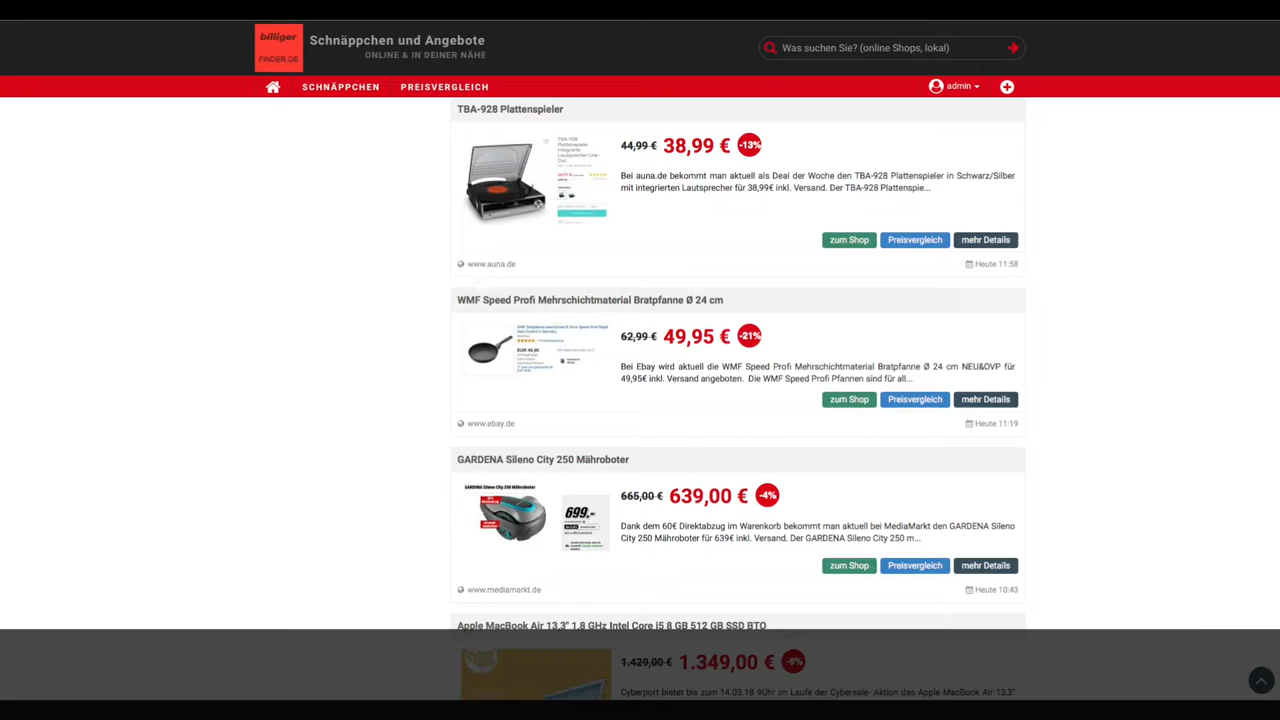 billiger
FINDER.DE
Schnäppchen und Angebote
ONLINE & IN DEINER NÄHE
Was suchen Sie? (online Shops, lokal)
SCHNÄPPCHEN
PREISVERGLEICH
admin
TBA-928 Plattenspieler
TBA-928
Plattenspieler
44,99 € 38,99 € -13%
Bei auna.de bekommt man aktuell als Deal der Woche den TBA-928 Plattenspieler in Schwarz/Silber
mit integrierten Lautsprecher für 38,99€ inkl. Versand. Der TBA-928 Plattenspie...
zum Shop Preisvergleich mehr Details
www.auna.de Heute 11:58
WMF Speed Profi Mehrschichtmaterial Bratpfanne Ø 24 cm
62,99 € 49,95 € -21%
Bei Ebay wird aktuell die WMF Speed Profi Mehrschichtmaterial Bratpfanne Ø 24 cm NEU&OVP für
49,95€ inkl. Versand angeboten. Die WMF Speed Profi Pfannen sind für all...
zum Shop Preisvergleich mehr Details
www.ebay.de Heute 11:19
GARDENA Sileno City 250 Mähroboter
GARDENA Sileno City 250 Mähroboter
699,-
665,00 € 639,00 € -4%
Dank dem 60€ Direktabzug im Warenkorb bekommt man aktuell bei MediaMarkt den GARDENA Sileno
City 250 Mähroboter für 639€ inkl. Versand. Der GARDENA Sileno City 250 m...
zum Shop Preisvergleich mehr Details
www.mediamarkt.de Heute 10:43
Apple MacBook Air 13,3" 1,8 GHz Intel Core i5 8 GB 512 GB SSD BTO
1.429,00 € 1.349,00 € -6%
Cyberport bietet bis zum 14.03.18 9Uhr im Laufe der Cybersale- Aktion das Apple MacBook Air 13,3"